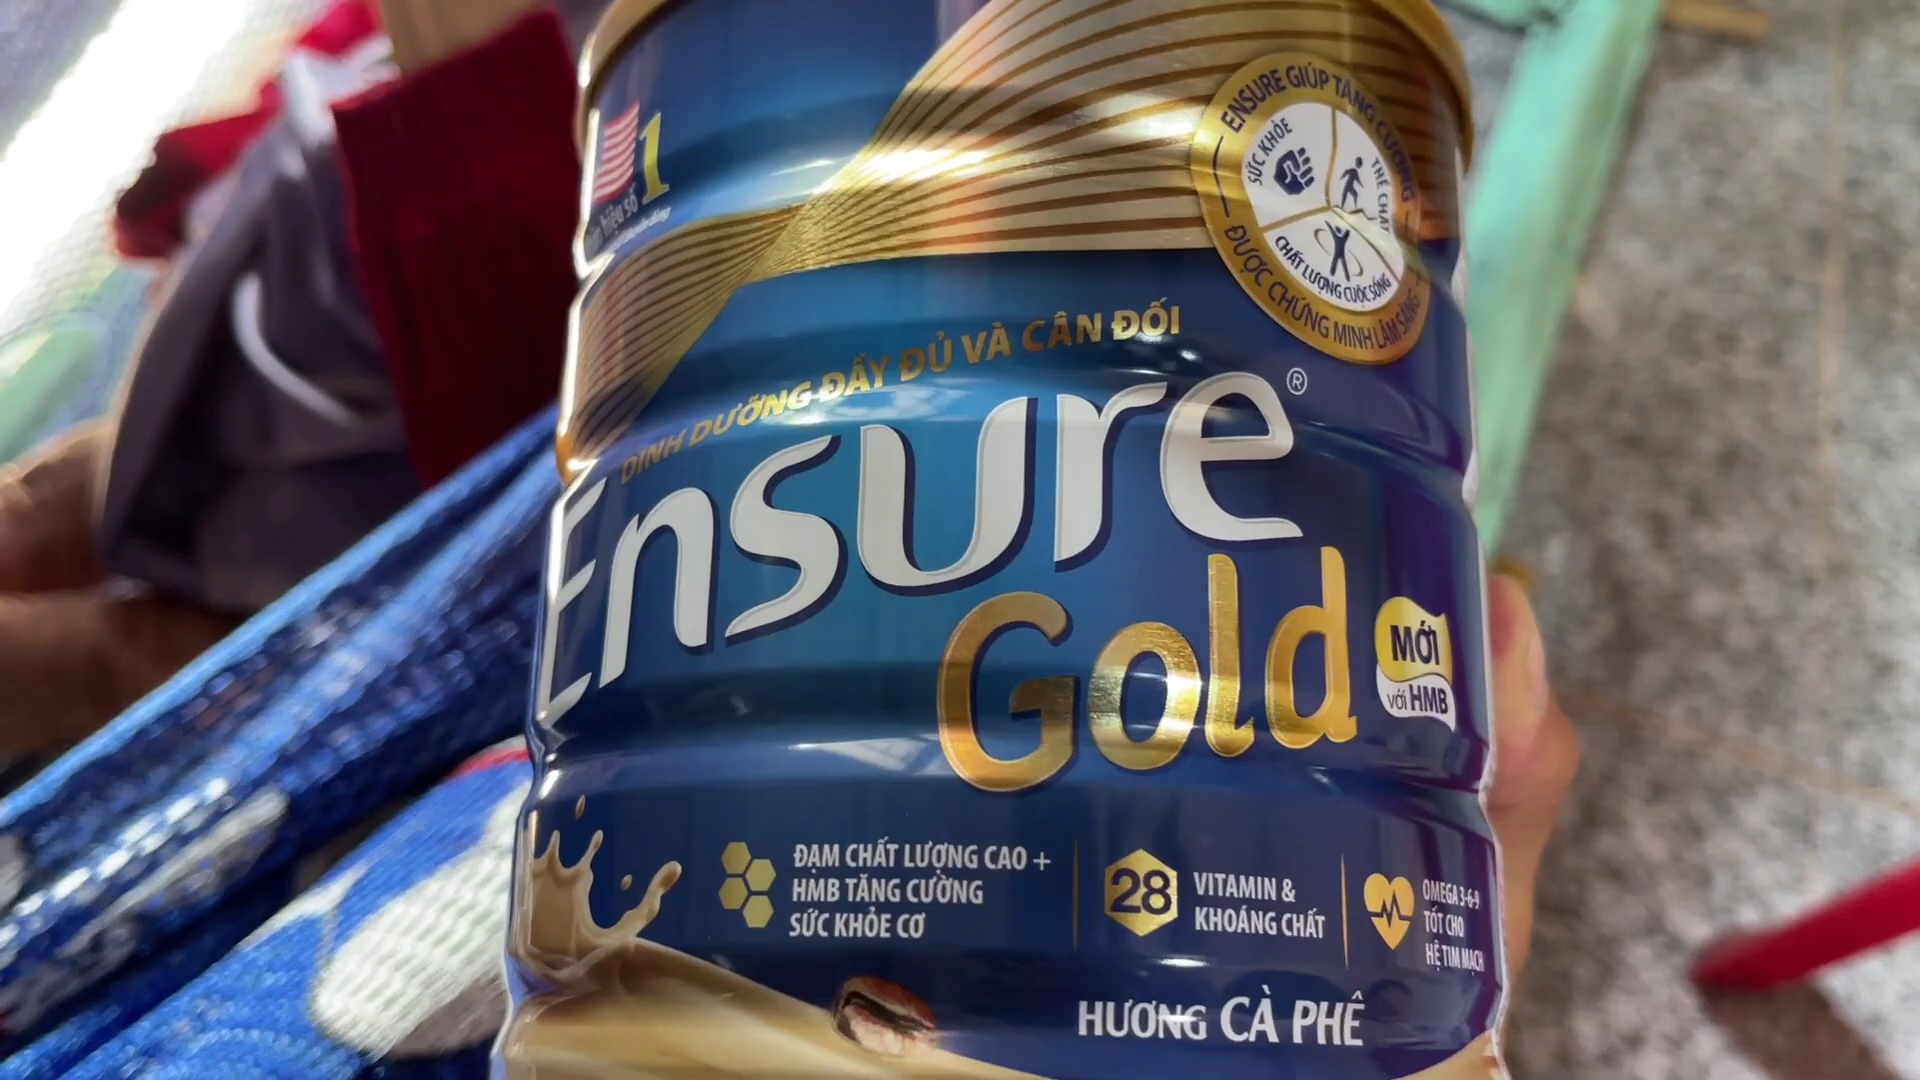 1
hiệu số
ENSURE GIÚP TĂNG CƯỜNG
SỨC KHỎE
THỂ CHẤT
CHẤT LƯỢNG CUỘC SỐNG
ĐƯỢC CHỨNG MINH LÂM SÀNG
DINH DƯỠNG ĐẦY ĐỦ VÀ CÂN ĐỐI
Ensure®
Gold
MỚI
với HMB
ĐẠM CHẤT LƯỢNG CAO +
HMB TĂNG CƯỜNG
SỨC KHỎE CƠ
28
VITAMIN &
KHOÁNG CHẤT
OMEGA 3-6-9
TỐT CHO
HỆ TIM MẠCH
HƯƠNG CÀ PHÊ